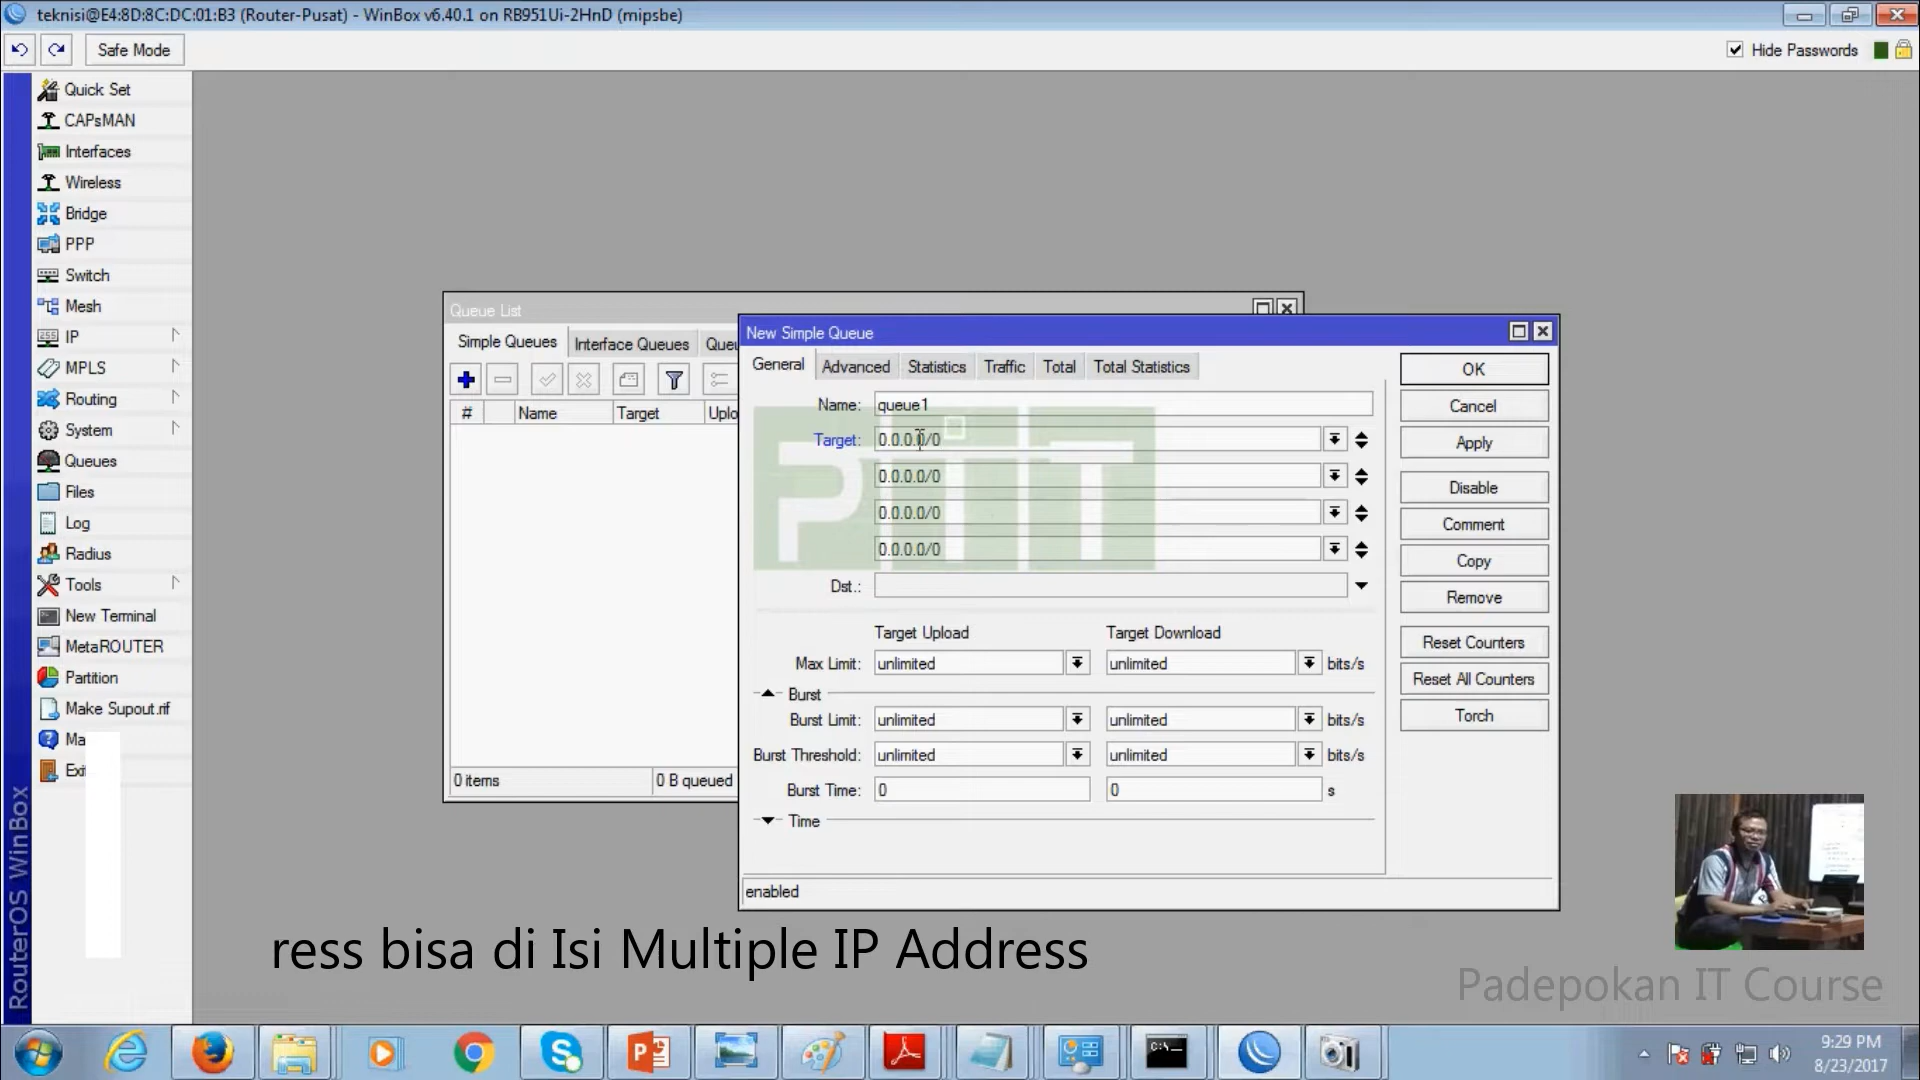 teknisi@E4:8D:8C:DC:01:B3 (Router-Pusat) - WinBox v6.40.1 on RB951Ui-2HnD (mipsbe)
Safe Mode
Hide Passwords
Quick Set
CAPsMAN
Interfaces
Wireless
Bridge
PPP
Switch
Mesh
IP
MPLS
Routing
System
Queues
Files
Log
Radius
Tools
New Terminal
MetaROUTER
Partition
Make Supout.rif
Ma
Exi
RouterOS WinBox
Queue List
Simple Queues Interface Queues Queu
# Name Target Uplo
0 items 0 B queued
New Simple Queue
General Advanced Statistics Traffic Total Total Statistics
Name: queue1
Target: 0.0.0.0/0
0.0.0.0/0
0.0.0.0/0
0.0.0.0/0
Dst.:
Target Upload Target Download
Max Limit: unlimited unlimited bits/s
Burst
Burst Limit: unlimited unlimited bits/s
Burst Threshold: unlimited unlimited bits/s
Burst Time: 0 0 s
Time
enabled
OK
Cancel
Apply
Disable
Comment
Copy
Remove
Reset Counters
Reset All Counters
Torch
PIIT
ress bisa di Isi Multiple IP Address
Padepokan IT Course
C:\.
9:29 PM
8/23/2017